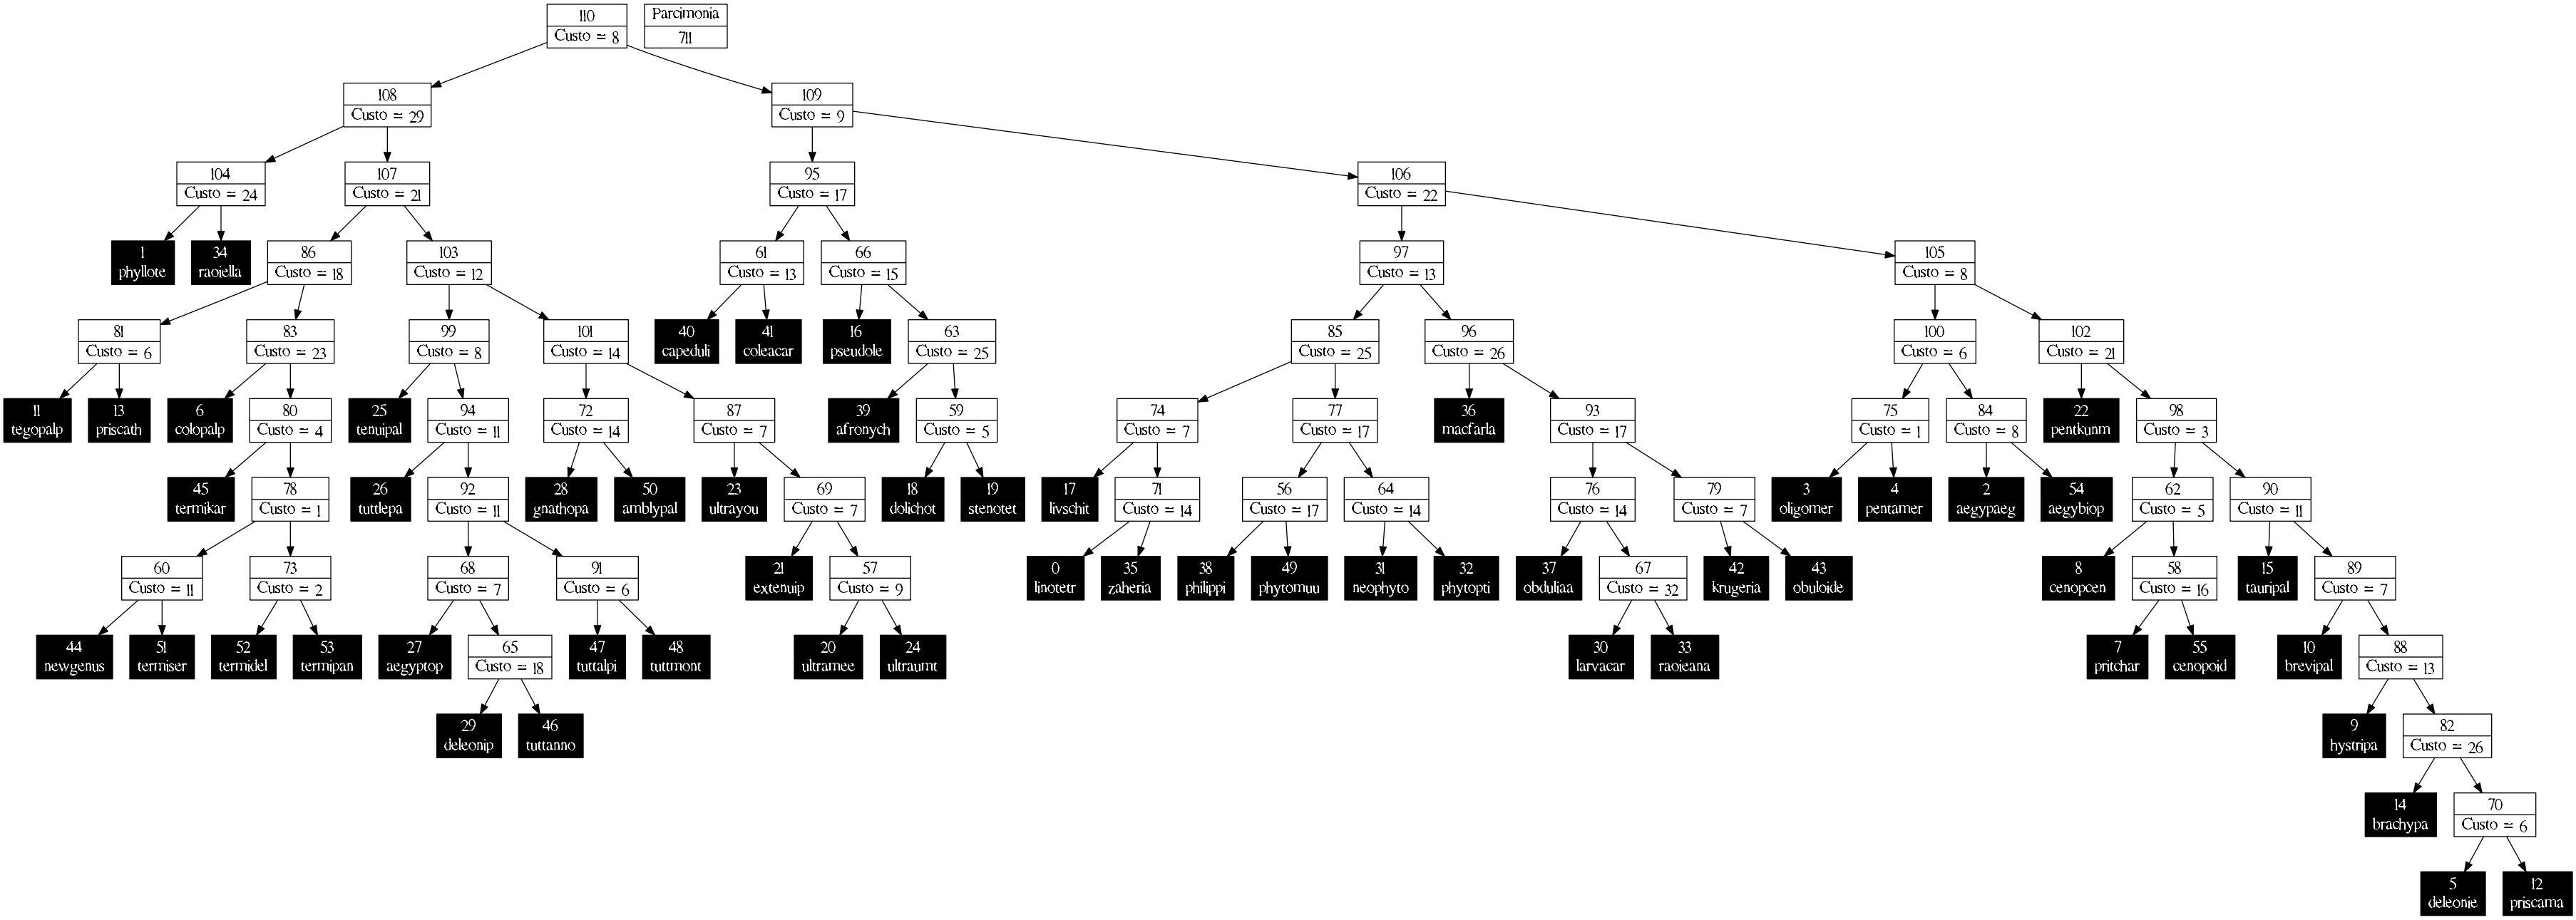 110
Custo = 8
Parcimonia
711
108
Custo = 29
109
Custo = 9
104
Custo = 24
107
Custo = 21
95
Custo = 17
106
Custo = 22
1
phyllote
34
raoiella
86
Custo = 18
103
Custo = 12
61
Custo = 13
66
Custo = 15
97
Custo = 13
105
Custo = 8
81
Custo = 6
83
Custo = 23
99
Custo = 8
101
Custo = 14
40
capeduli
41
coleacar
16
pseudole
63
Custo = 25
85
Custo = 25
96
Custo = 26
100
Custo = 6
102
Custo = 21
11
tegopalp
13
priscath
6
colopalp
80
Custo = 4
25
tenuipal
94
Custo = 11
72
Custo = 14
87
Custo = 7
39
afronych
59
Custo = 5
74
Custo = 7
77
Custo = 17
36
macfarla
93
Custo = 17
75
Custo = 1
84
Custo = 8
22
pentkunm
98
Custo = 3
45
termikar
78
Custo = 1
26
tuttlepa
92
Custo = 11
28
gnathopa
50
amblypal
23
ultrayou
69
Custo = 7
18
dolichot
19
stenotet
17
livschit
71
Custo = 14
56
Custo = 17
64
Custo = 14
76
Custo = 14
79
Custo = 7
3
oligomer
4
pentamer
2
aegypaeg
54
aegybiop
62
Custo = 5
90
Custo = 11
60
Custo = 11
73
Custo = 2
68
Custo = 7
91
Custo = 6
21
extenuip
57
Custo = 9
0
linotetr
35
zaheria
38
philippi
49
phytomuu
31
neophyto
32
phytopti
37
obduliaa
67
Custo = 32
42
krugeria
43
obuloide
8
cenopcen
58
Custo = 16
15
tauripal
89
Custo = 7
44
newgenus
51
termiser
52
termidel
53
termipan
27
aegyptop
65
Custo = 18
47
tuttalpi
48
tuttmont
20
ultramee
24
ultraumt
30
larvacar
33
raoieana
7
pritchar
55
cenopoid
10
brevipal
88
Custo = 13
29
deleonip
46
tuttanno
9
hystripa
82
Custo = 26
14
brachypa
70
Custo = 6
5
deleonie
12
priscama